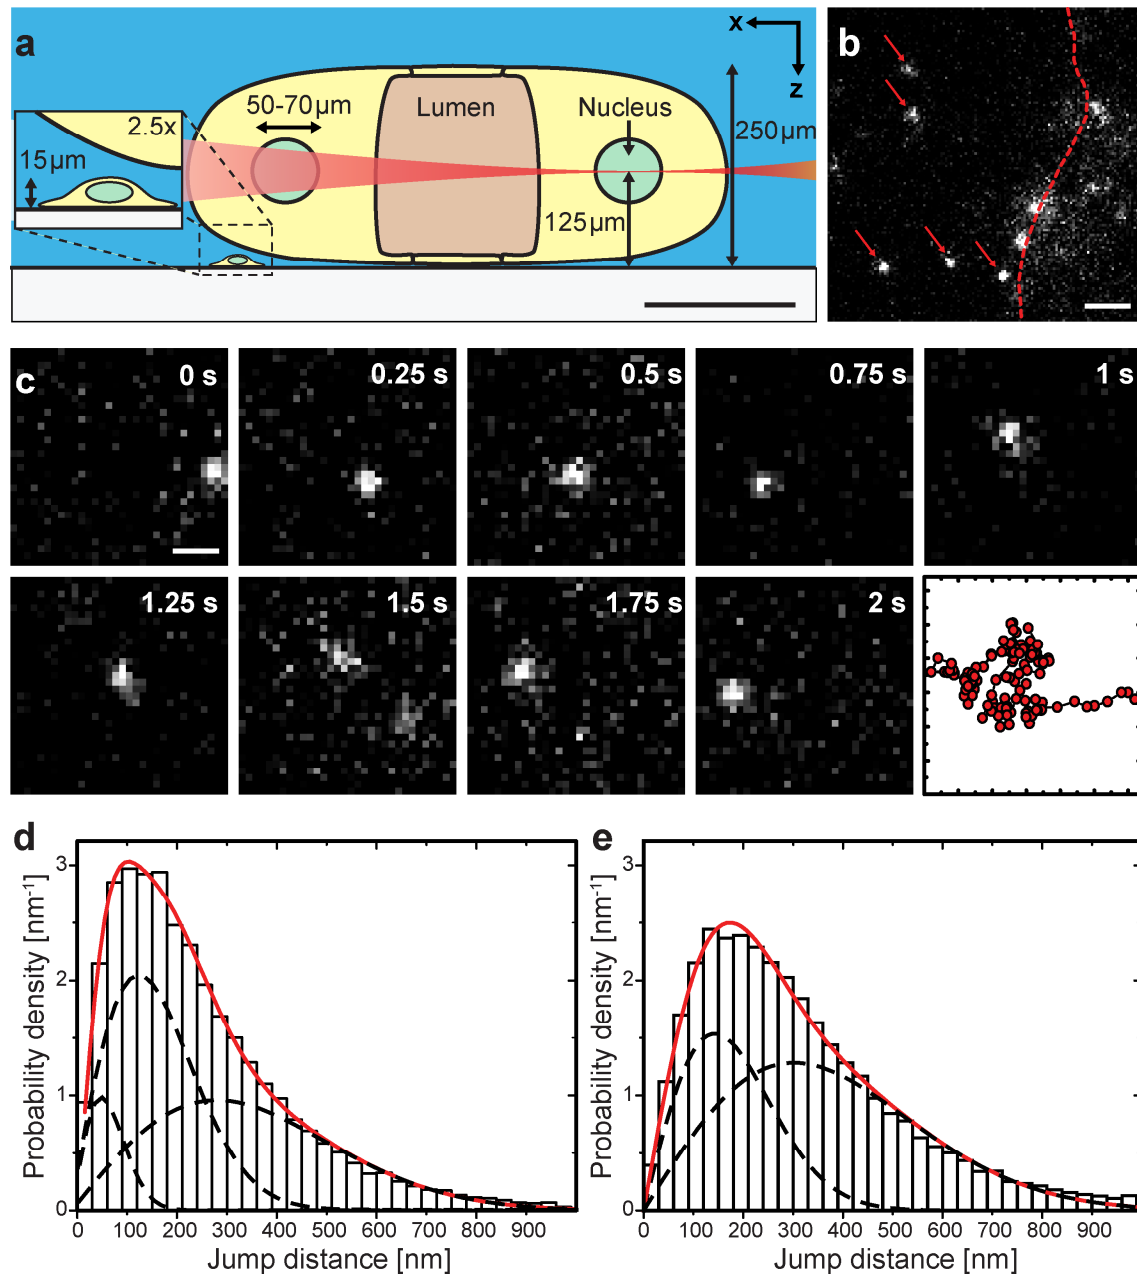 a
x
z
50-70µm
Lumen
Nucleus
2.5x
15µm
250µm
125µm
b
c
0 s
0.25 s
0.5 s
0.75 s
1 s
1.25 s
1.5 s
1.75 s
2 s
d
3
2
1
0
Probability density [nm⁻¹]
0 100 200 300 400 500 600 700 800 900
Jump distance [nm]
e
3
2
1
0
Probability density [nm⁻¹]
0 100 200 300 400 500 600 700 800 900
Jump distance [nm]